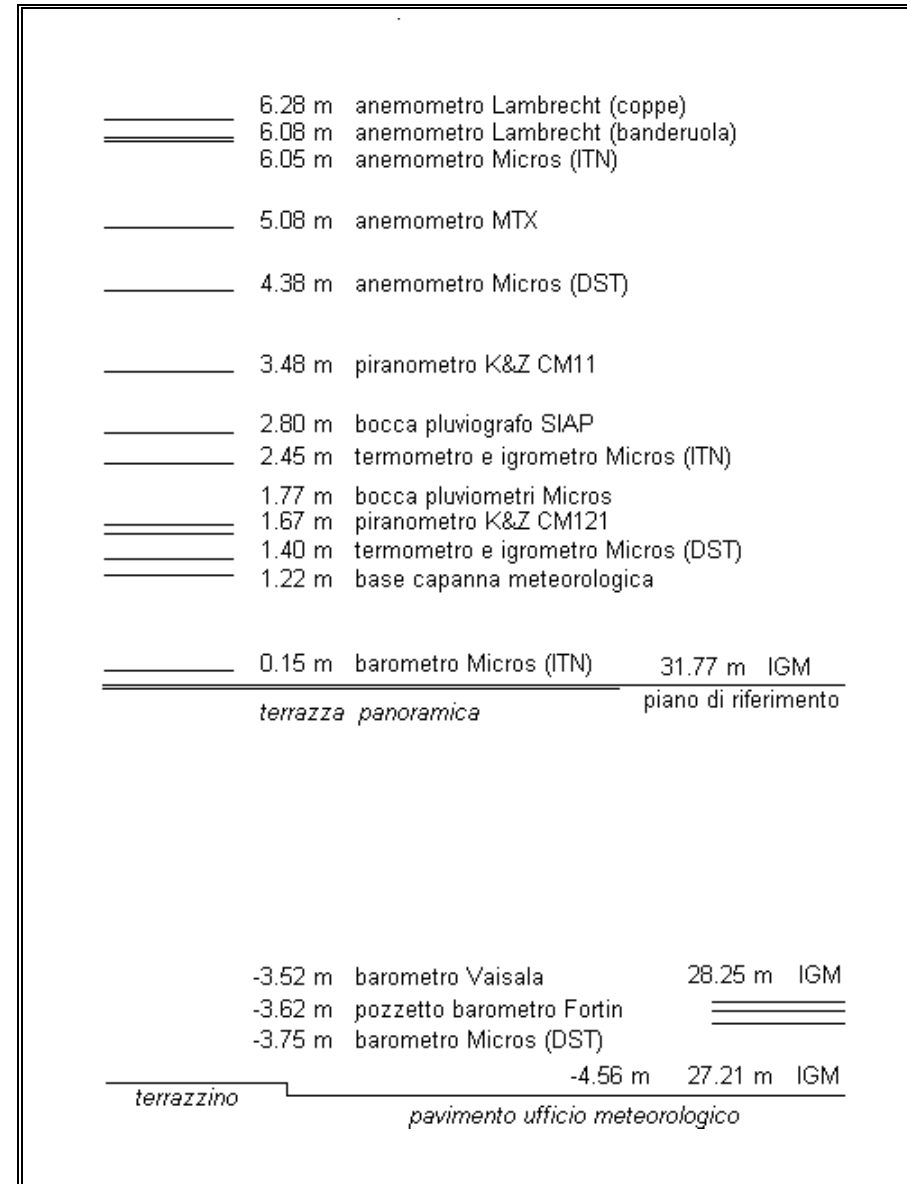 6.28 m anemometro Lambrecht (coppe)
6.08 m anemometro Lambrecht (banderuola)
6.05 m anemometro Micros (ITN)
5.08 m anemometro MTX
4.38 m anemometro Micros (DST)
3.48 m piranometro K&Z CM11
2.80 m bocca pluviografo SIAP
2.45 m termometro e igrometro Micros (ITN)
1.77 m bocca pluviometri Micros
1.67 m piranometro K&Z CM121
1.40 m termometro e igrometro Micros (DST)
1.22 m base capanna meteorologica
0.15 m barometro Micros (ITN) 31.77 m IGM
terrazza panoramica piano di riferimento
-3.52 m barometro Vaisala 28.25 m IGM
-3.62 m pozzetto barometro Fortin
-3.75 m barometro Micros (DST)
-4.56 m 27.21 m IGM
terrazzino
pavimento ufficio meteorologico